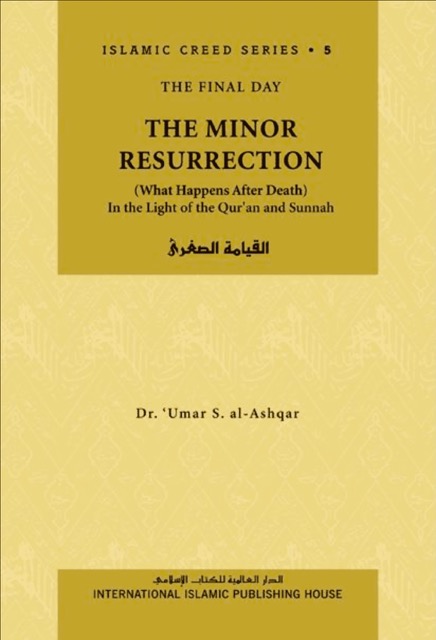 ISLAMIC CREED SERIES • 5
THE FINAL DAY
THE MINOR
RESURRECTION
(What Happens After Death)
In the Light of the Qur'an and Sunnah
القيامة الصغرى
Dr. ‘Umar S. al-Ashqar
الدار العالمية للكتاب الإسلامي
INTERNATIONAL ISLAMIC PUBLISHING HOUSE